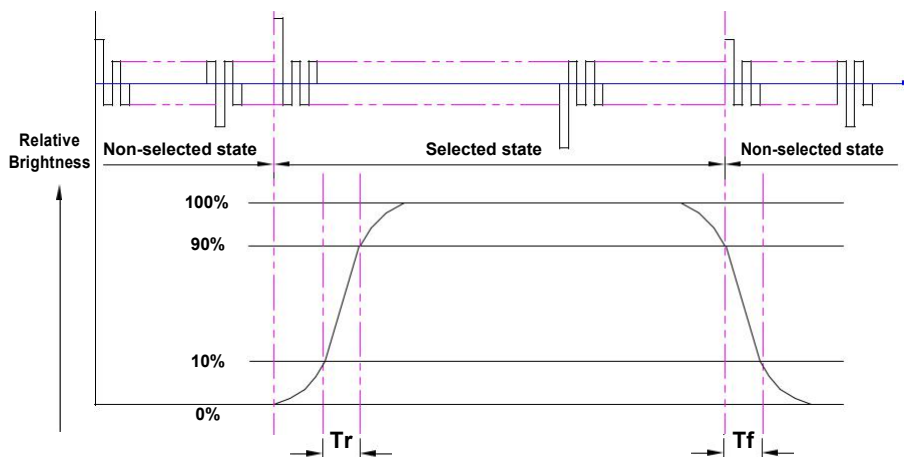 Relative
Brightness
Non-selected state
Selected state
Non-selected state
100%
90%
10%
0%
Tr
Tf